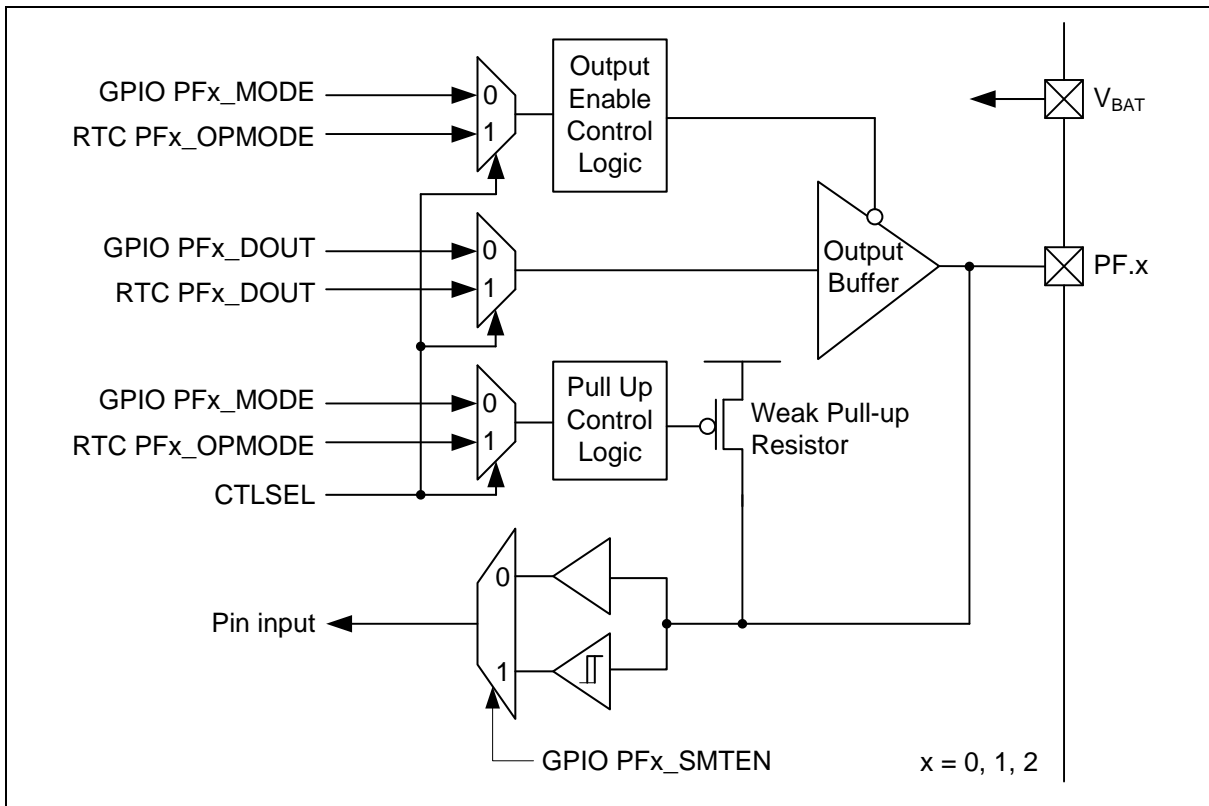 GPIO PFx_MODE
RTC PFx_OPMODE
0
1
Output
Enable
Control
Logic
VBAT
GPIO PFx_DOUT
RTC PFx_DOUT
0
1
Output
Buffer
PF.x
GPIO PFx_MODE
RTC PFx_OPMODE
CTLSEL
0
1
Pull Up
Control
Logic
Weak Pull-up
Resistor
Pin input
0
1
GPIO PFx_SMTEN
x = 0, 1, 2